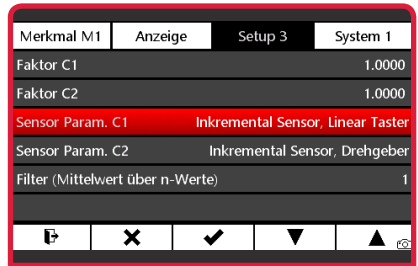 Merkmal M1 Anzeige Setup 3 System 1
Faktor C1 1.0000
Faktor C2 1.0000
Sensor Param. C1 Inkremental Sensor, Linear Taster
Sensor Param. C2 Inkremental Sensor, Drehgeber
Filter (Mittelwert über n-Werte) 1